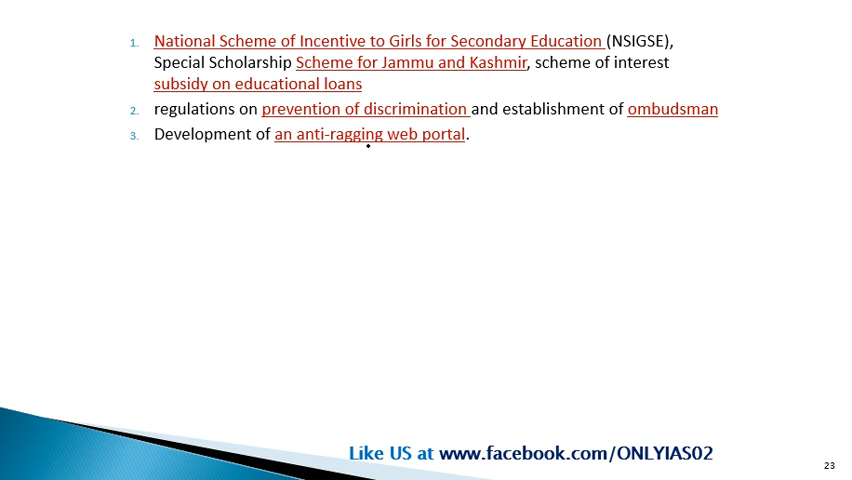 1. National Scheme of Incentive to Girls for Secondary Education (NSIGSE),
Special Scholarship Scheme for Jammu and Kashmir, scheme of interest
subsidy on educational loans
2. regulations on prevention of discrimination and establishment of ombudsman
3. Development of an anti-ragging web portal.
Like US at www.facebook.com/ONLYIAS02
23